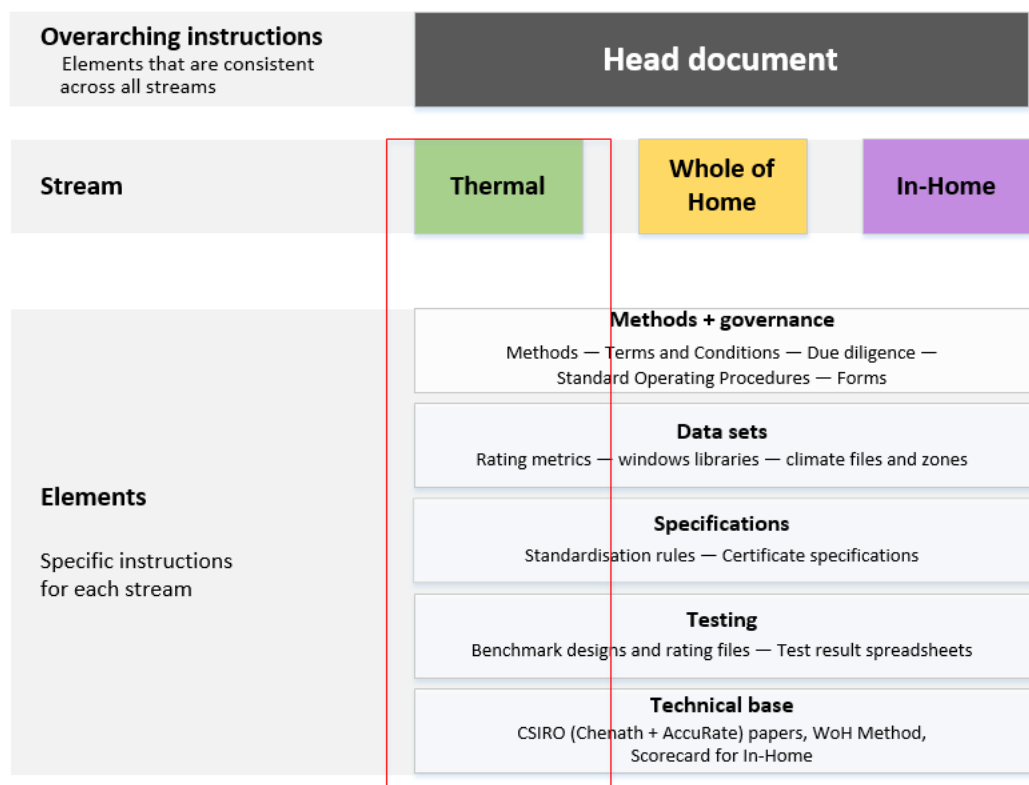 Overarching instructions
Elements that are consistent
across all streams
Head document
Stream
Thermal
Whole of
Home
In-Home
Elements
Specific instructions
for each stream
Methods + governance
Methods — Terms and Conditions — Due diligence —
Standard Operating Procedures — Forms
Data sets
Rating metrics — windows libraries — climate files and zones
Specifications
Standardisation rules — Certificate specifications
Testing
Benchmark designs and rating files — Test result spreadsheets
Technical base
CSIRO (Chenath + AccuRate) papers, WoH Method,
Scorecard for In-Home